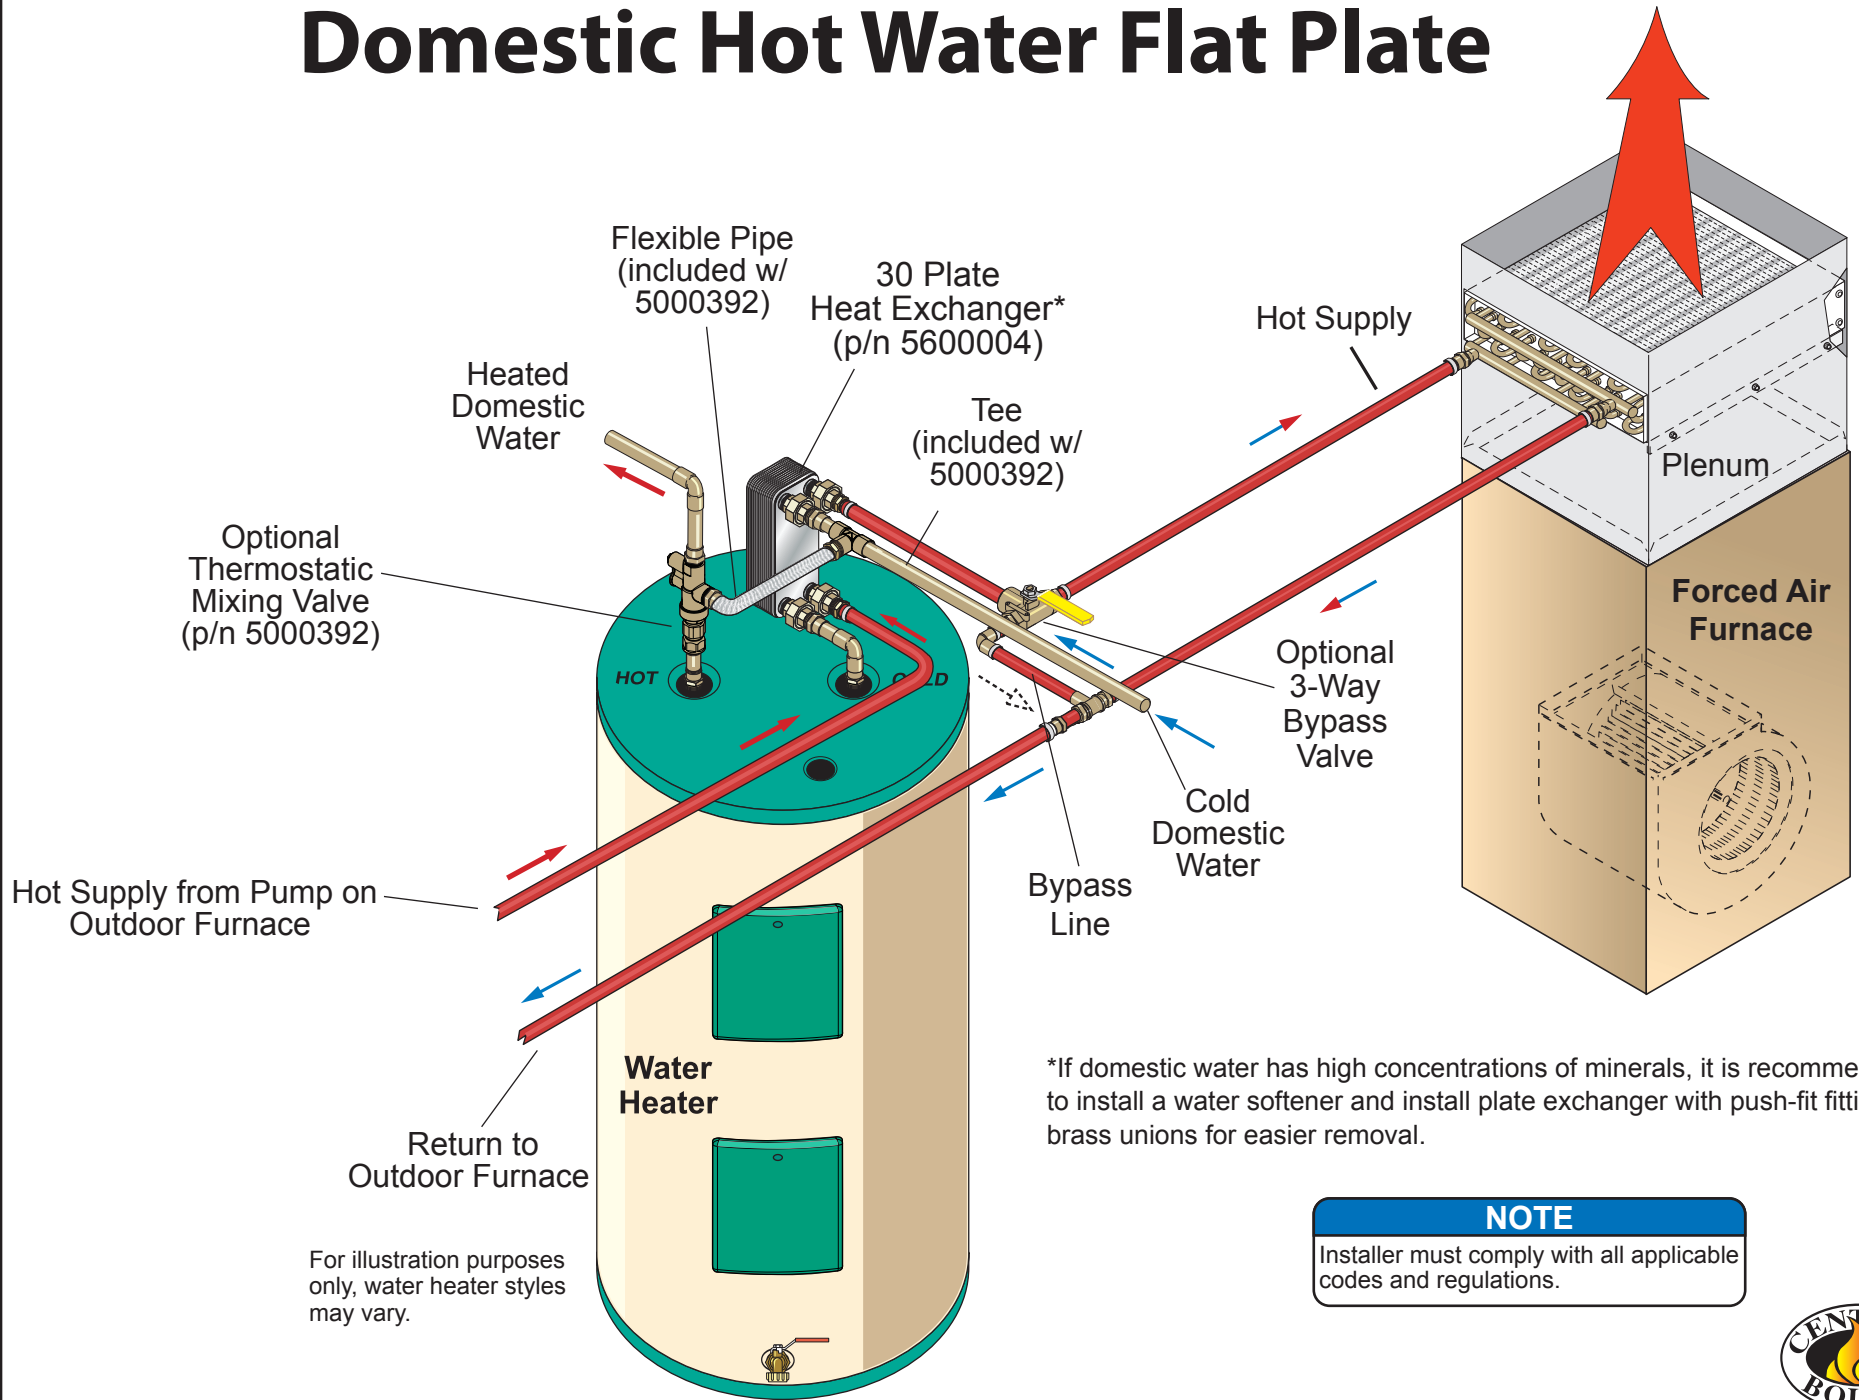 Domestic Hot Water Flat Plate
Flexible Pipe
(included w/
5000392)
30 Plate
Heat Exchanger*
(p/n 5600004)
Hot Supply
Heated
Domestic
Water
Tee
(included w/
5000392)
Plenum
Optional
Thermostatic
Mixing Valve
(p/n 5000392)
Forced Air
Furnace
HOT
Optional
3-Way
Bypass
Valve
Cold
Domestic
Water
Bypass
Line
Hot Supply from Pump on
Outdoor Furnace
Water
Heater
Return to
Outdoor Furnace
*If domestic water has high concentrations of minerals, it is
to install a water softener and install plate exchanger with push-fit
brass unions for easier removal.
NOTE
Installer must comply with all applicable
codes and regulations.
For illustration purposes
only, water heater styles
may vary.